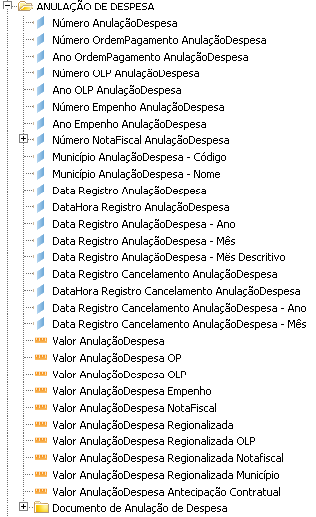 ANULAÇÃO DE DESPESA
Número AnulaçãoDespesa
Número OrdemPagamento AnulaçãoDespesa
Ano OrdemPagamento AnulaçãoDespesa
Número OLP AnulaçãoDespesa
Ano OLP AnulaçãoDespesa
Número Empenho AnulaçãoDespesa
Ano Empenho AnulaçãoDespesa
Número NotaFiscal AnulaçãoDespesa
Município AnulaçãoDespesa - Código
Município AnulaçãoDespesa - Nome
Data Registro AnulaçãoDespesa
DataHora Registro AnulaçãoDespesa
Data Registro AnulaçãoDespesa - Ano
Data Registro AnulaçãoDespesa - Mês
Data Registro AnulaçãoDespesa - Mês Descritivo
Data Registro Cancelamento AnulaçãoDespesa
DataHora Registro Cancelamento AnulaçãoDespesa
Data Registro Cancelamento AnulaçãoDespesa - Ano
Data Registro Cancelamento AnulaçãoDespesa - Mês
Valor AnulaçãoDespesa
Valor AnulaçãoDespesa OP
Valor AnulaçãoDespesa OLP
Valor AnulaçãoDespesa Empenho
Valor AnulaçãoDespesa NotaFiscal
Valor AnulaçãoDespesa Regionalizada
Valor AnulaçãoDespesa Regionalizada OLP
Valor AnulaçãoDespesa Regionalizada Notafiscal
Valor AnulaçãoDespesa Regionalizada Município
Valor AnulaçãoDespesa Antecipação Contratual
Documento de Anulação de Despesa